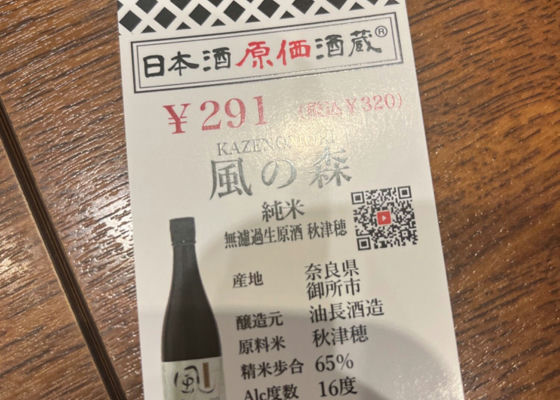 日本酒原価酒蔵®
￥291 (税込￥320)
風の森
純米
無濾過生原酒 秋津穂
産地 奈良県
御所市
醸造元 油長酒造
原料米 秋津穂
精米歩合 65%
Alc度数 16度
風